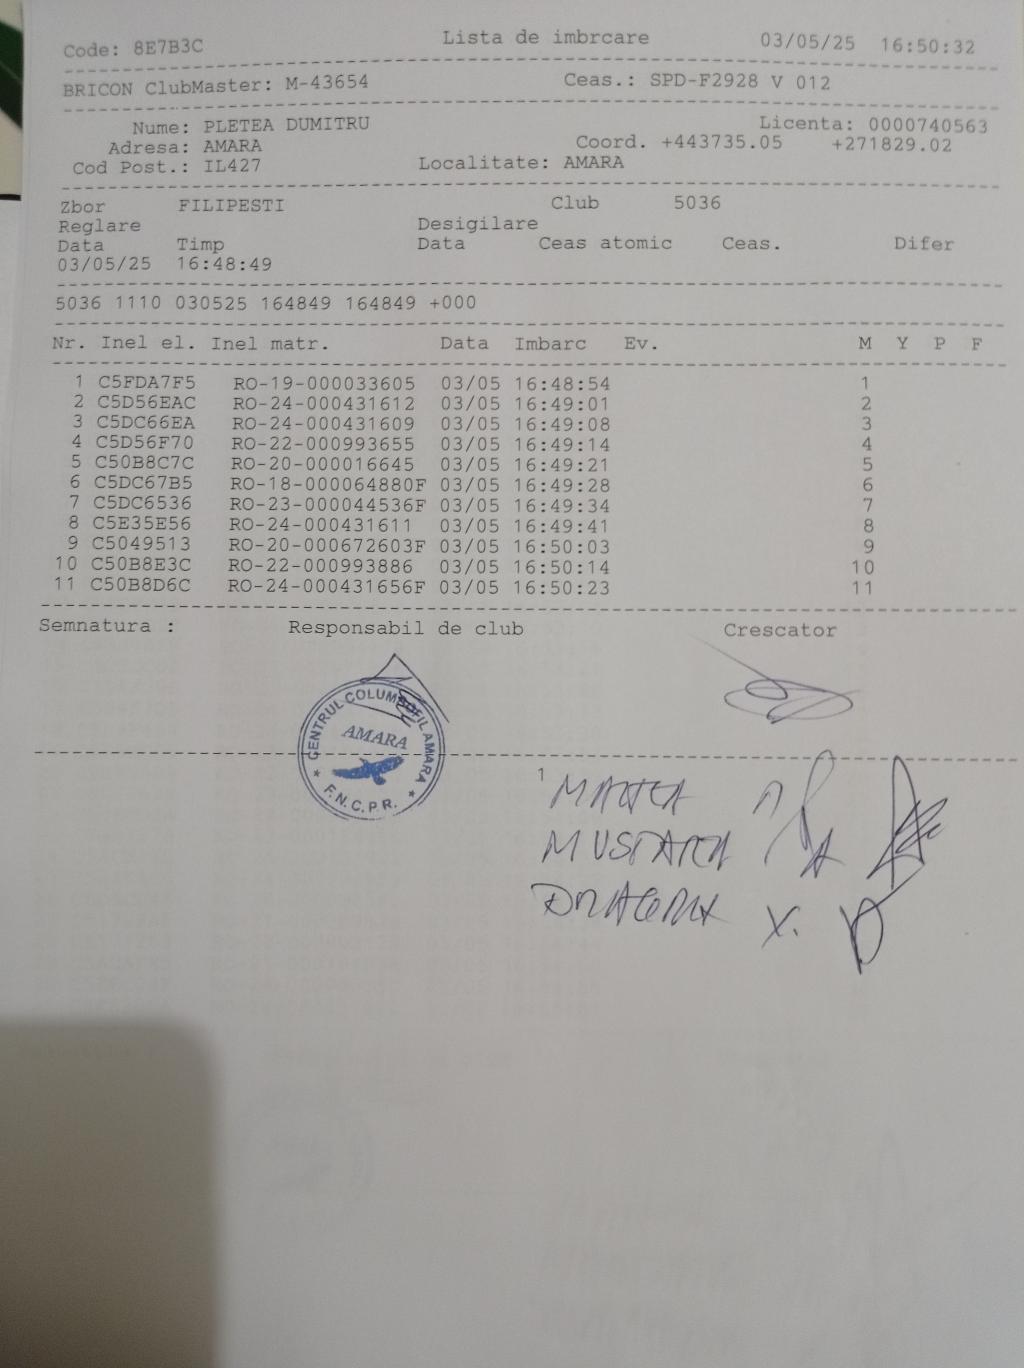 Code: 8E7B3C Lista de imbrcare 03/05/25 16:50:32
BRICON ClubMaster: M-43654 Ceas.: SPD-F2928 V 012
Nume: PLETEA DUMITRU Licenta: 0000740563
Adresa: AMARA Coord. +443735.05 +271829.02
Cod Post.: IL427 Localitate: AMARA
Zbor FILIPESTI Club 5036
Reglare Desigilare
Data Timp Data Ceas atomic Ceas. Difer
03/05/25 16:48:49
5036 1110 030525 164849 164849 +000
Nr. Inel el. Inel matr. Data Imbarc Ev. M Y P F
1 C5FDA7F5 RO-19-000033605 03/05 16:48:54 1
2 C5D56EAC RO-24-000431612 03/05 16:49:01 2
3 C5DC66EA RO-24-000431609 03/05 16:49:08 3
4 C5D56F70 RO-22-000993655 03/05 16:49:14 4
5 C50B8C7C RO-20-000016645 03/05 16:49:21 5
6 C5DC67B5 RO-18-000064880F 03/05 16:49:28 6
7 C5DC6536 RO-23-000044536F 03/05 16:49:34 7
8 C5E35E56 RO-24-000431611 03/05 16:49:41 8
9 C5049513 RO-20-000672603F 03/05 16:50:03 9
10 C50B8E3C RO-22-000993886 03/05 16:50:14 10
11 C50B8D6C RO-24-000431656F 03/05 16:50:23 11
Semnatura : Responsabil de club Crescator
CENTRUL COLUMBOFIL AMARA
AMARA
F.N.C.P.R.
1